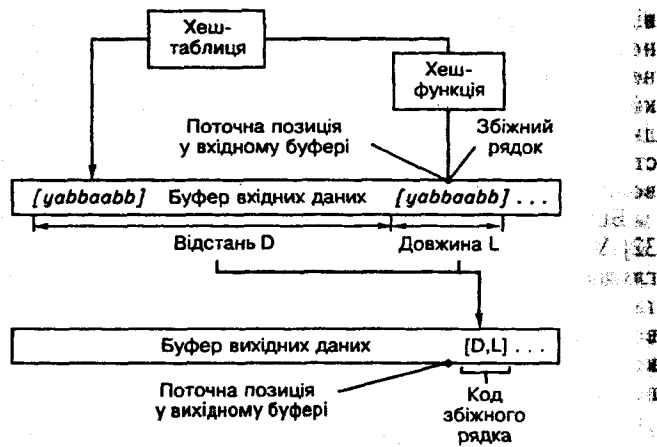 Хеш-
таблиця
Хеш-
функція
Поточна позиція
у вхідному буфері
Збіжний
рядок
[yabbaabb] Буфер вхідних даних [yabbaabb] ...
Відстань D
Довжина L
Буфер вихідних даних [D,L] ...
Поточна позиція
у вихідному буфері
Код
збіжного
рядка